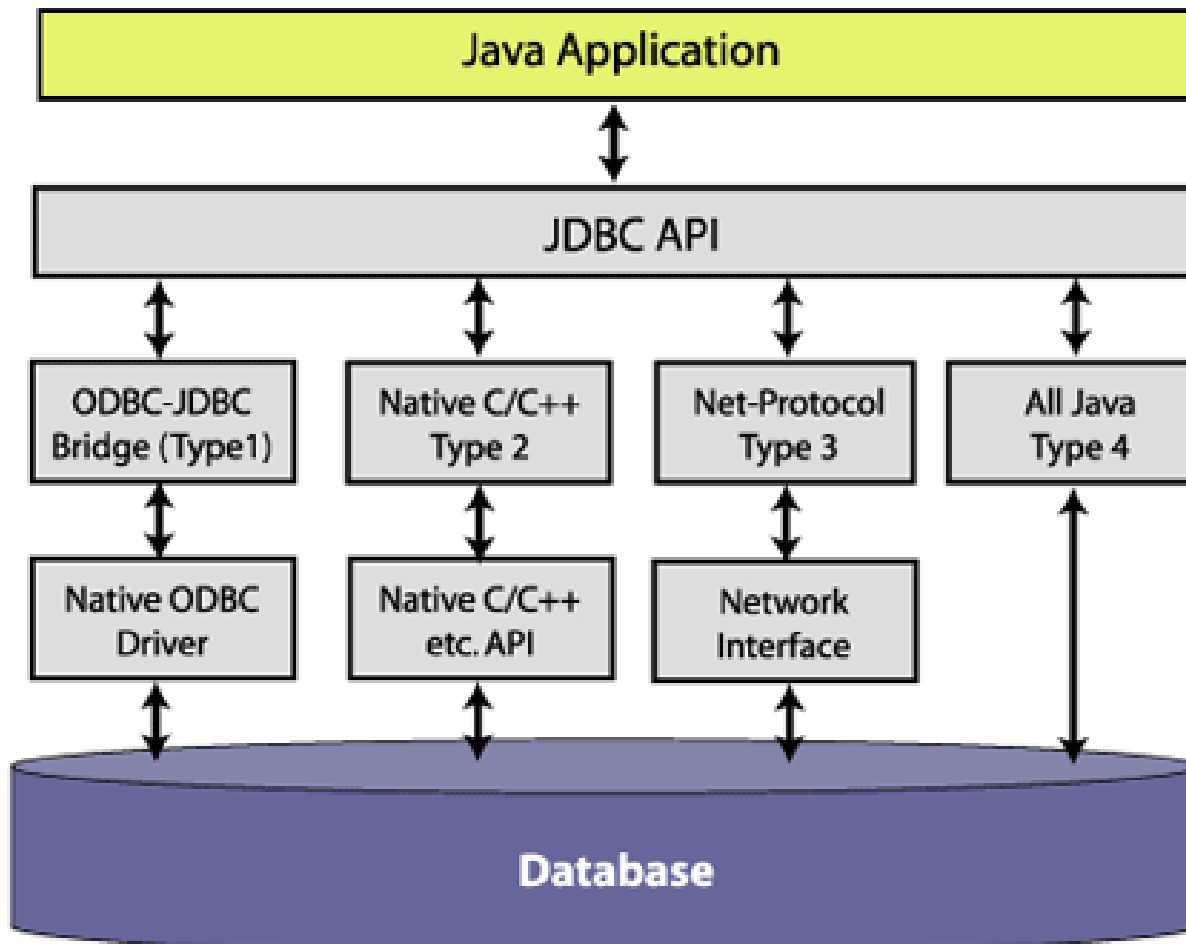 Java Application
JDBC API
ODBC-JDBC
Bridge (Type1)
Native C/C++
Type 2
Net-Protocol
Type 3
All Java
Type 4
Native ODBC
Driver
Native C/C++
etc. API
Network
Interface
Database